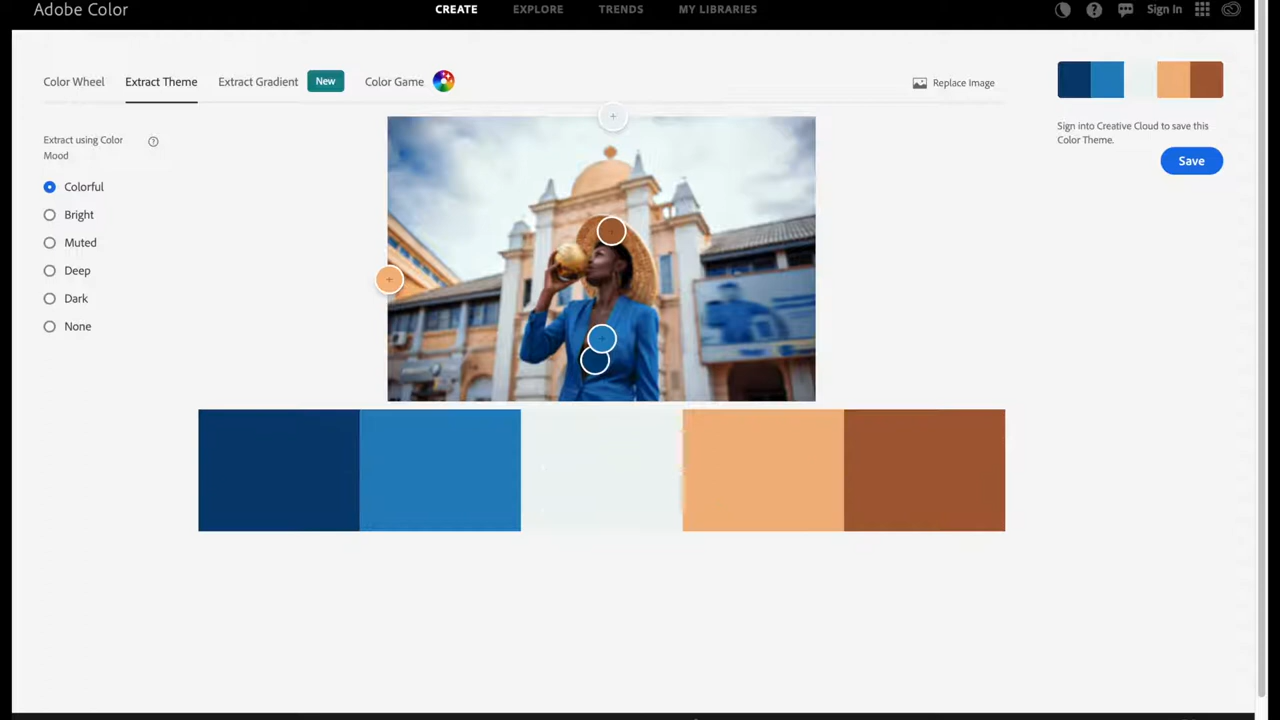 Adobe Color
CREATE
EXPLORE
TRENDS
MY LIBRARIES
Sign In
Color Wheel
Extract Theme
Extract Gradient
New
Color Game
Replace Image
Extract using Color
Mood
Colorful
Bright
Muted
Deep
Dark
None
Sign into Creative Cloud to save this
Color Theme.
Save